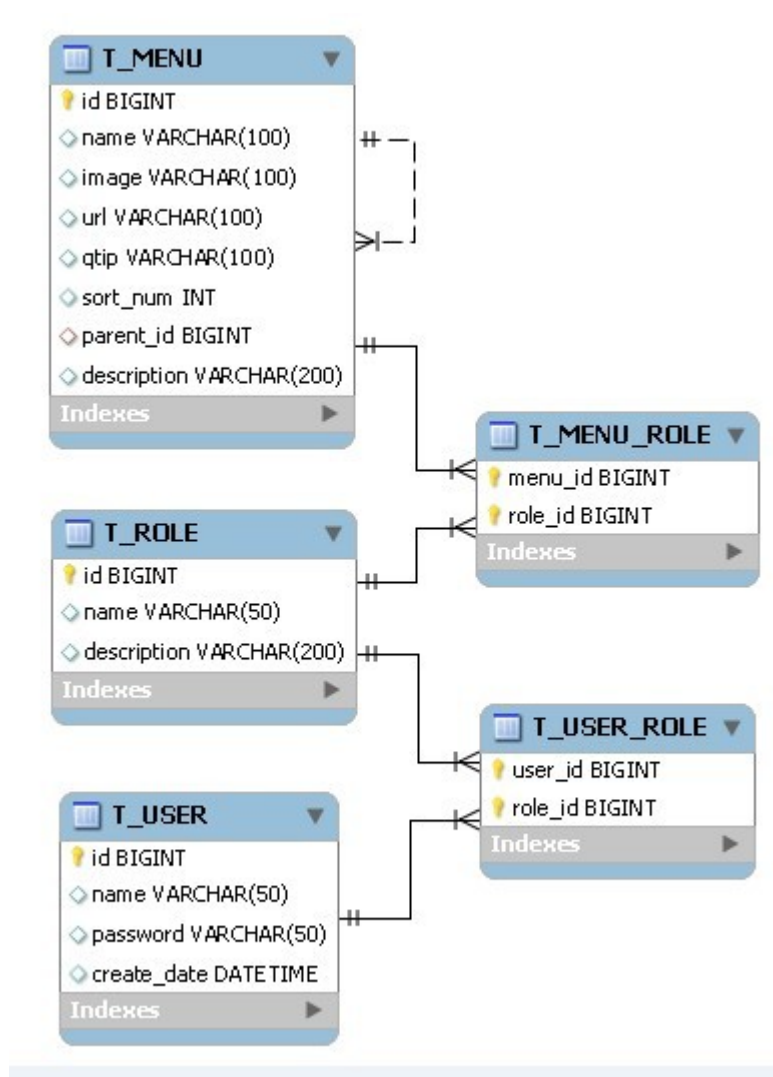 T_MENU
id BIGINT
name VARCHAR(100)
image VARCHAR(100)
url VARCHAR(100)
qtip VARCHAR(100)
sort_num INT
parent_id BIGINT
description VARCHAR(200)
Indexes
T_MENU_ROLE
menu_id BIGINT
role_id BIGINT
Indexes
T_ROLE
id BIGINT
name VARCHAR(50)
description VARCHAR(200)
Indexes
T_USER_ROLE
user_id BIGINT
role_id BIGINT
Indexes
T_USER
id BIGINT
name VARCHAR(50)
password VARCHAR(50)
create_date DATETIME
Indexes